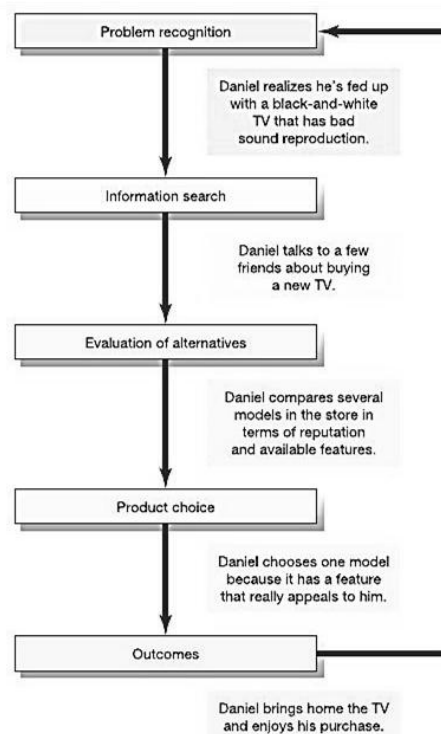 Problem recognition
Daniel realizes he's fed up
with a black-and-white
TV that has bad
sound reproduction.
Information search
Daniel talks to a few
friends about buying
a new TV.
Evaluation of alternatives
Daniel compares several
models in the store in
terms of reputation
and available features.
Product choice
Daniel chooses one model
because it has a feature
that really appeals to him.
Outcomes
Daniel brings home the TV
and enjoys his purchase.